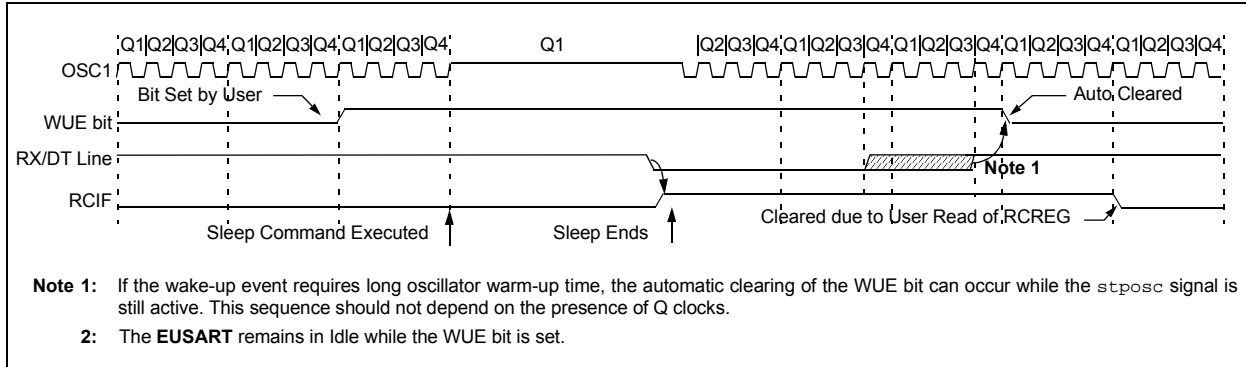 Q1|Q2|Q3|Q4 Q1|Q2|Q3|Q4 Q1|Q2|Q3|Q4 Q1 |Q2|Q3|Q4 Q1|Q2|Q3|Q4 Q1|Q2|Q3|Q4 Q1|Q2|Q3|Q4 Q1|Q2|Q3|Q4
OSC1
Bit Set by User
Auto Cleared
WUE bit
RX/DT Line
Note 1
RCIF
Cleared due to User Read of RCREG
Sleep Command Executed
Sleep Ends
Note 1: If the wake-up event requires long oscillator warm-up time, the automatic clearing of the WUE bit can occur while the stposc signal is
still active. This sequence should not depend on the presence of Q clocks.
2: The EUSART remains in Idle while the WUE bit is set.